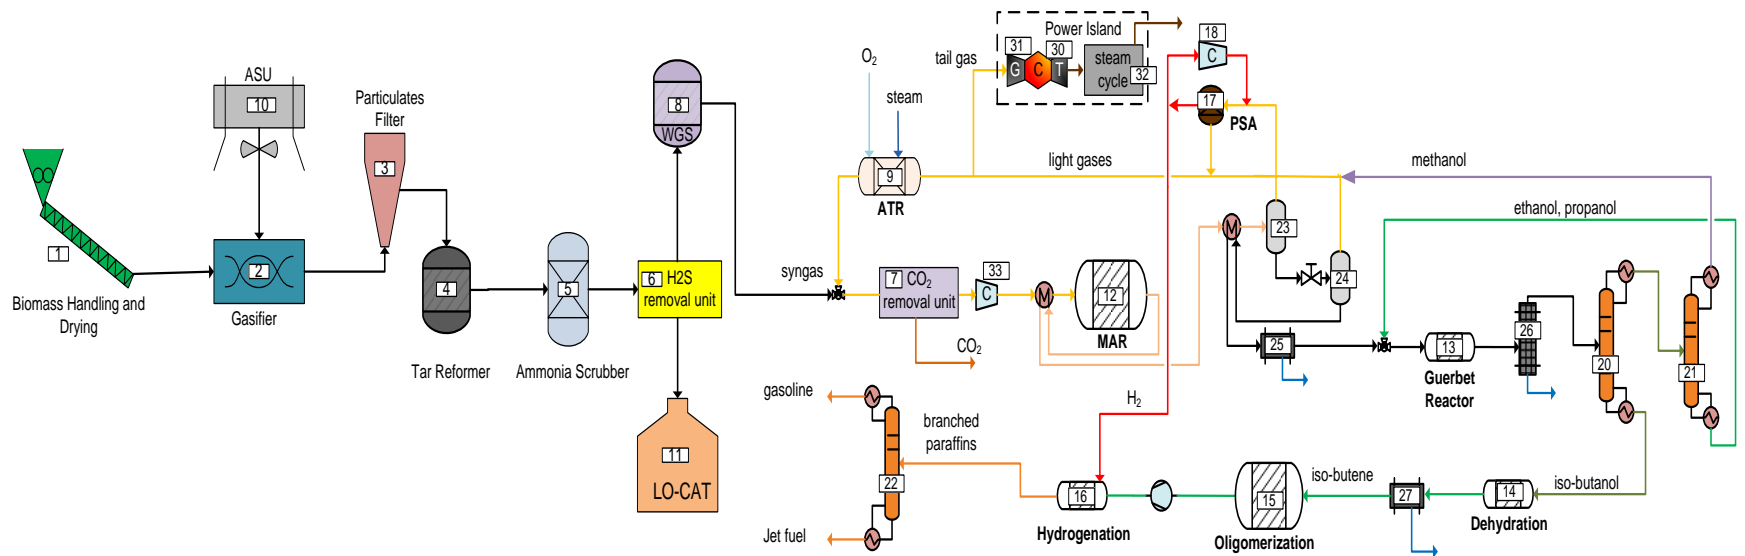 ASU
10
Particulates
Filter
3
1
Biomass Handling and
Drying
2
Gasifier
4
Tar Reformer
5
Ammonia Scrubber
8
WGS
6
H2S
removal unit
11
LO-CAT
O2
steam
tail gas
9
ATR
syngas
7
CO2
removal unit
CO2
33
C
M
12
MAR
Power Island
31
30
G
C
T
steam
cycle
32
18
C
17
PSA
light gases
methanol
M
23
24
ethanol, propanol
25
13
Guerbet
Reactor
26
20
21
H2
gasoline
branched
paraffins
22
Jet fuel
16
Hydrogenation
15
Oligomerization
iso-butene
27
14
Dehydration
iso-butanol